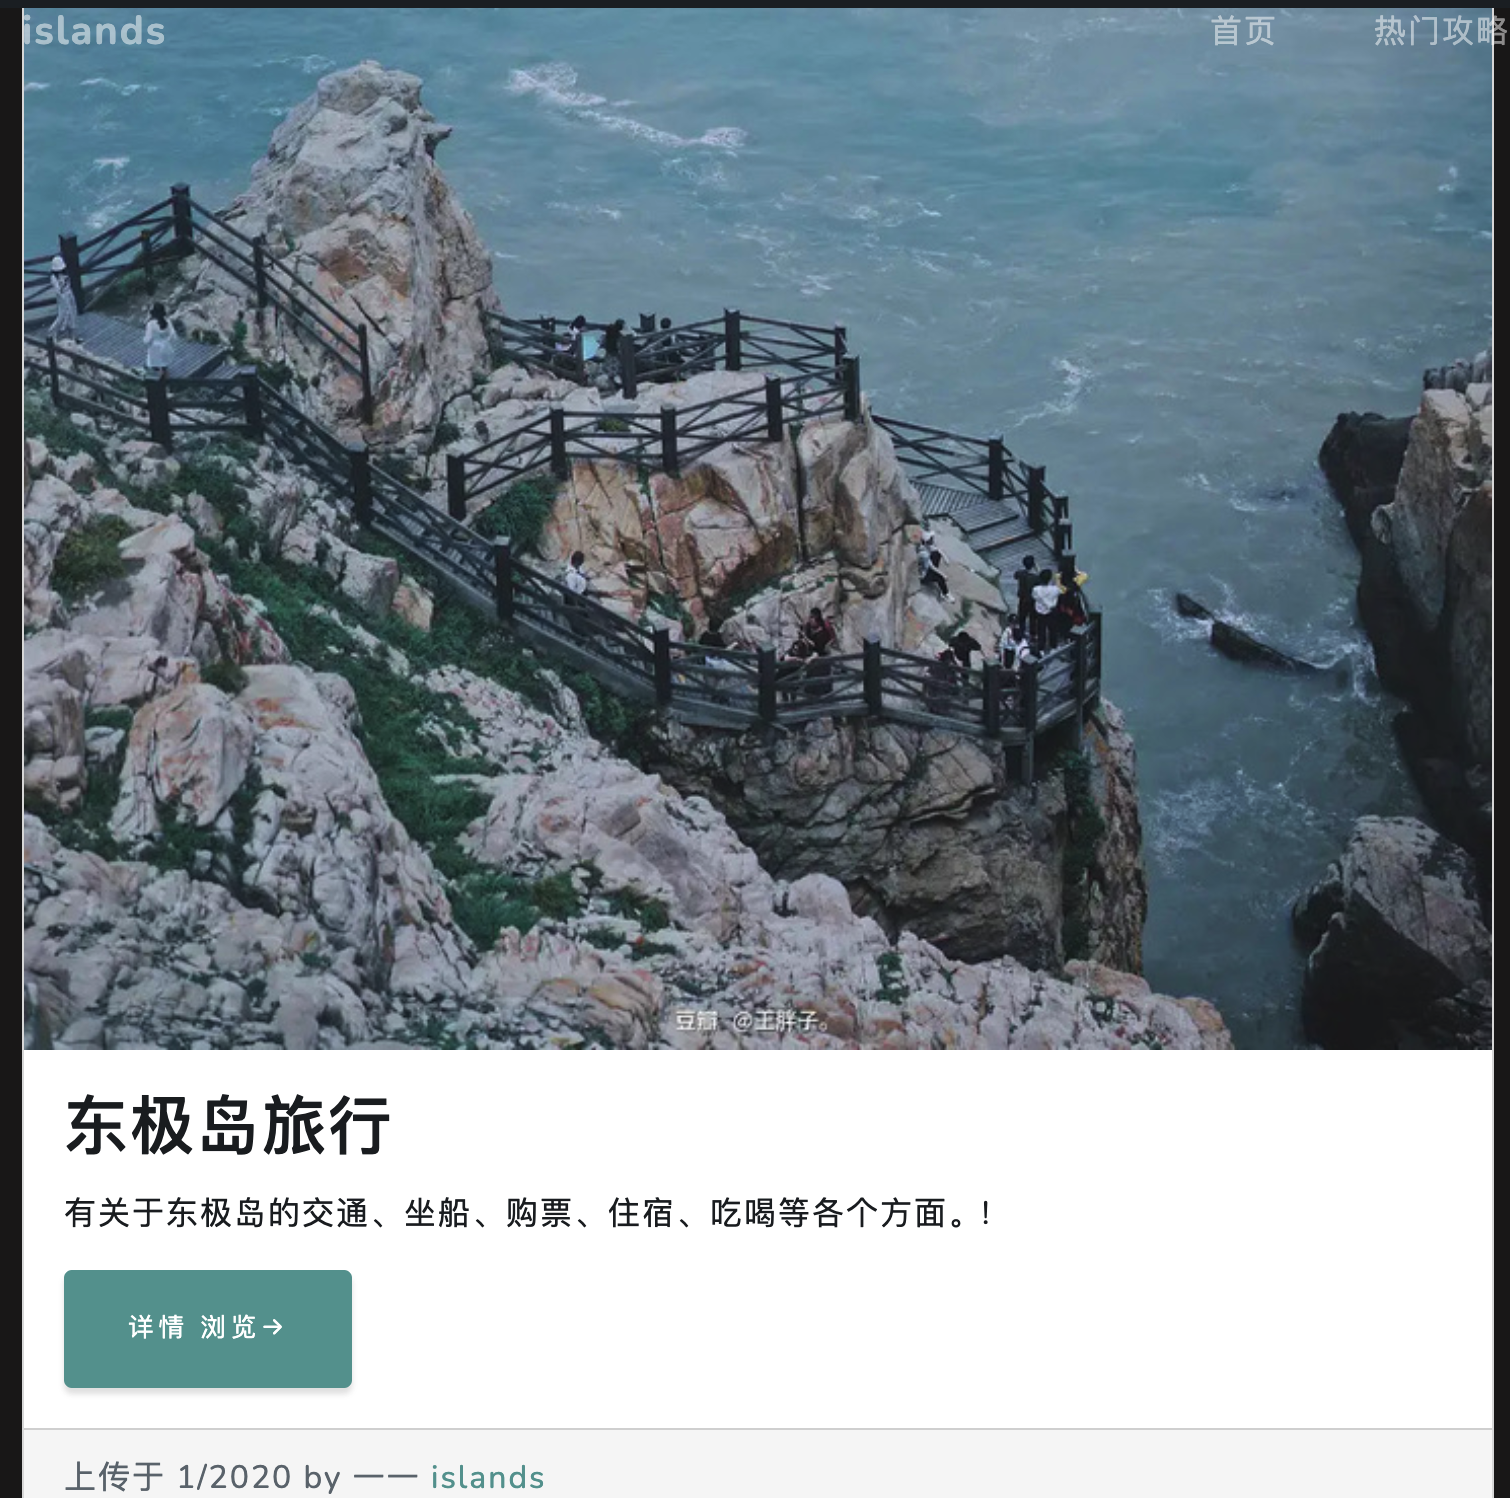 islands 首页 热门攻略
豆瓣 @王胖子。
东极岛旅行
有关于东极岛的交通、坐船、购票、住宿、吃喝等各个方面。!
详情 浏览→
上传于 1/2020 by 一一 islands